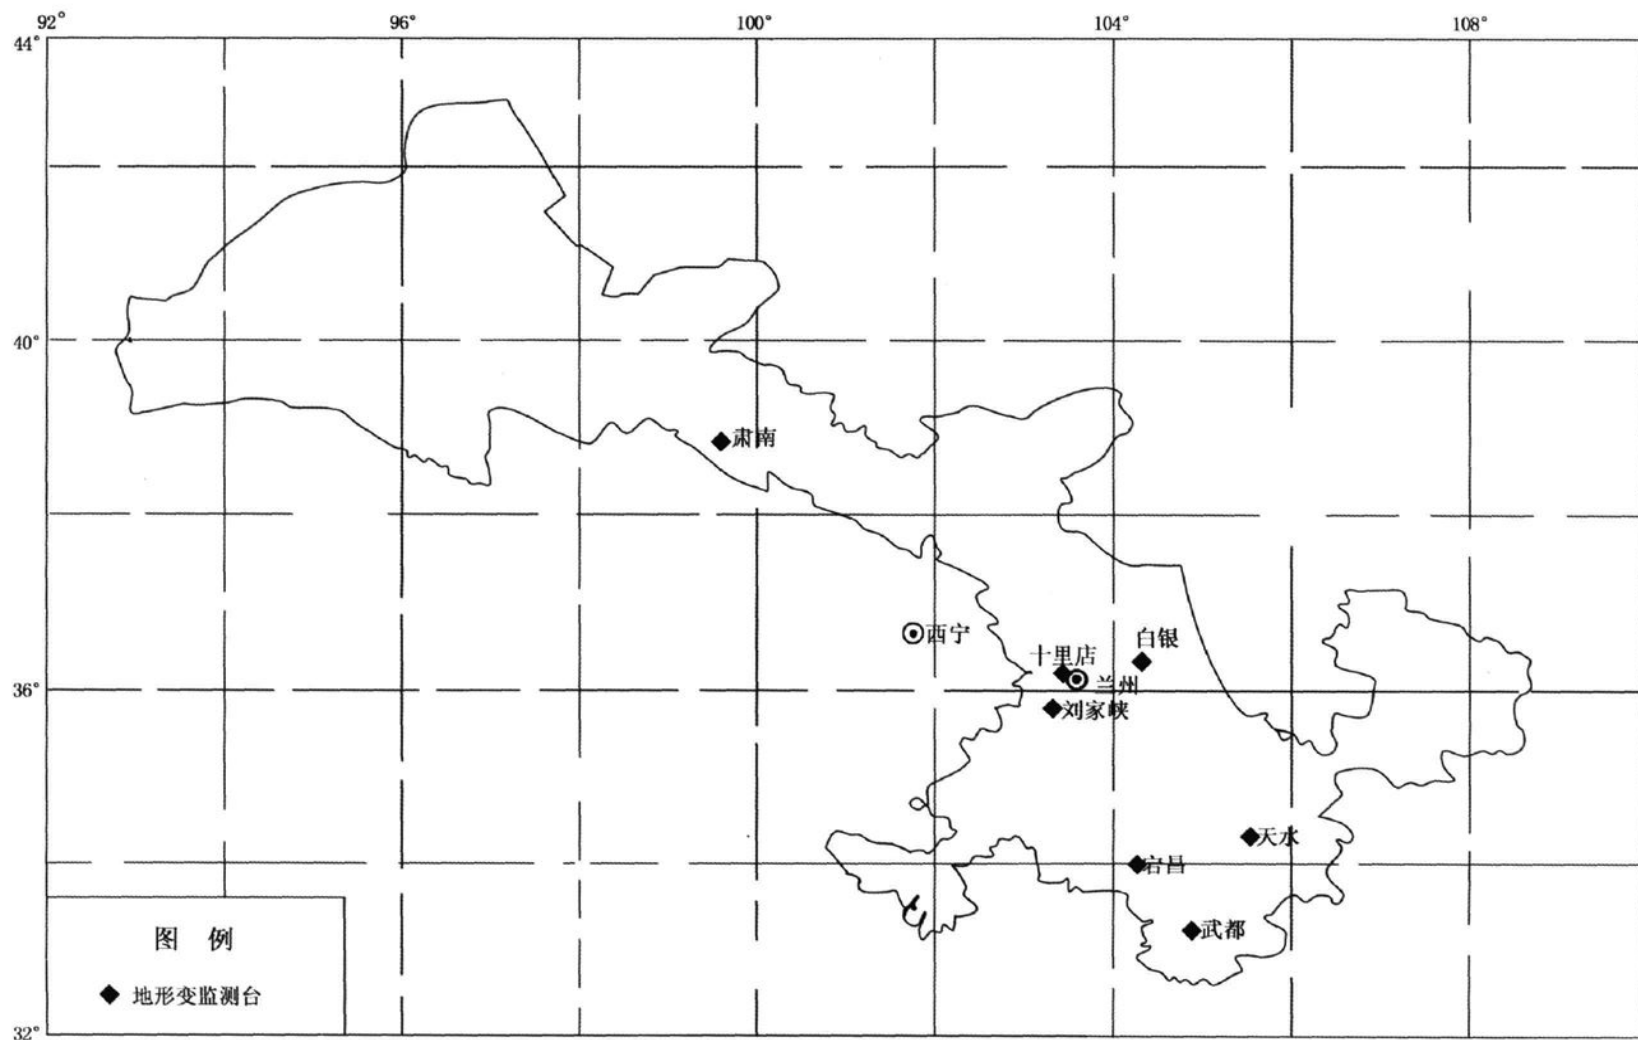 92°
96°
100°
104°
108°
44°
40°
肃南
西宁
白银
十里店
兰州
36°
刘家峡
天水
宕昌
武都
图 例
地形变监测台
32°